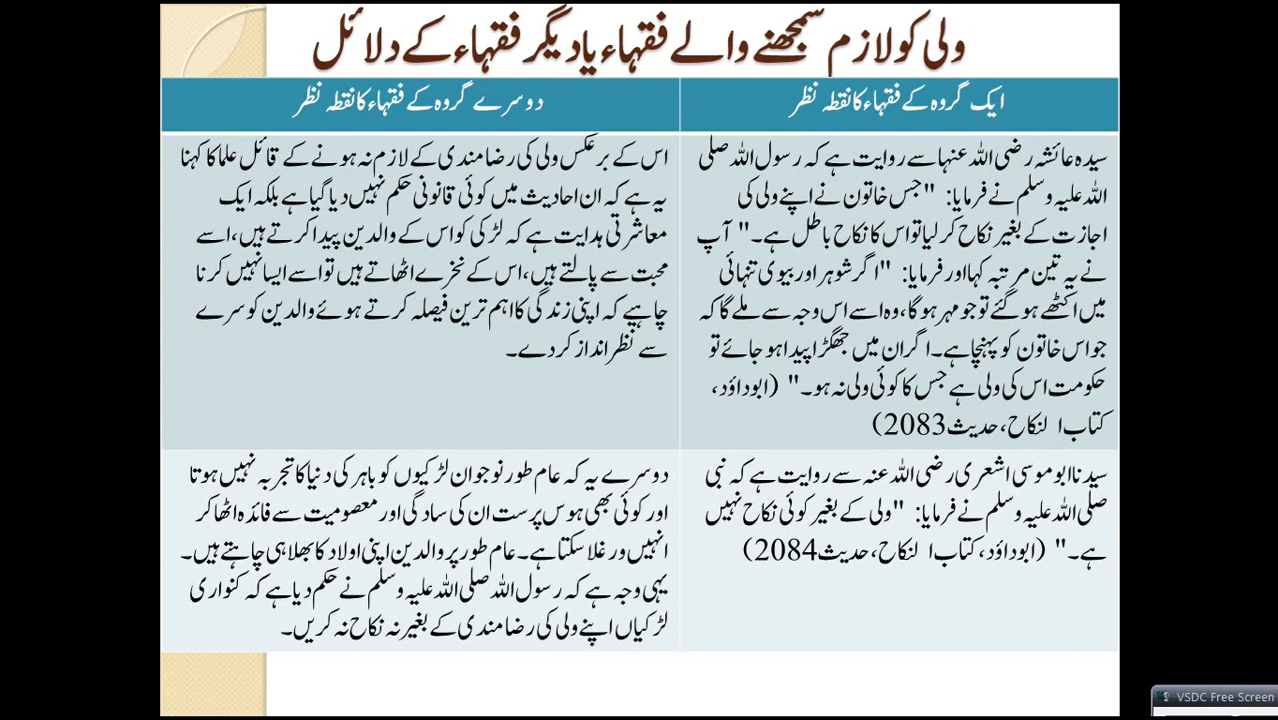 ولی کو لازم سمجھنے والے فقہاء یا دیگر فقہاء کے دلائل
ایک گروہ کے فقہاء کا نقطہ نظر
دوسرے گروہ کے فقہاء کا نقطہ نظر
سیدہ عائشہ رضی اللہ عنہا سے روایت ہے کہ رسول اللہ صلی
اللہ علیہ وسلم نے فرمایا: "جس خاتون نے اپنے ولی کی
اجازت کے بغیر نکاح کر لیا تو اس کا نکاح باطل ہے۔" آپ
نے یہ تین مرتبہ کہا اور فرمایا: "اگر شوہر اور بیوی تنہائی
میں اکٹھے ہو گئے تو جو مہر ہو گا، وہ اسے اس وجہ سے ملے گا کہ
جو اس خاتون کو پہنچا ہے۔ اگر ان میں جھگڑا پیدا ہو جائے تو
حکومت اس کی ولی ہے جس کا کوئی ولی نہ ہو۔" (ابوداؤد،
کتاب ا لنکاح، حدیث 2083)
اس کے برعکس ولی کی رضامندی کے لازم نہ ہونے کے قائل علما کا کہنا
یہ ہے کہ ان احادیث میں کوئی قانونی حکم نہیں دیا گیا ہے بلکہ ایک
معاشرتی ہدایت ہے کہ لڑکی کو اس کے والدین پیدا کرتے ہیں، اسے
محبت سے پالتے ہیں، اس کے نخرے اٹھاتے ہیں تو اسے ایسا نہیں کرنا
چاہیے کہ اپنی زندگی کا اہم ترین فیصلہ کرتے ہوئے والدین کو سرے
سے نظر انداز کر دے۔
سیدنا ابو موسی اشعری رضی اللہ عنہ سے روایت ہے کہ نبی
صلی اللہ علیہ وسلم نے فرمایا: "ولی کے بغیر کوئی نکاح نہیں
ہے۔" (ابوداؤد، کتاب ا لنکاح، حدیث 2084)
دوسرے یہ کہ عام طور نوجوان لڑکیوں کو باہر کی دنیا کا تجربہ نہیں ہوتا
اور کوئی بھی ہوس پرست ان کی سادگی اور معصومیت سے فائدہ اٹھا کر
انہیں ورغلا سکتا ہے۔ عام طور پر والدین اپنی اولاد کا بھلا ہی چاہتے ہیں۔
یہی وجہ ہے کہ رسول اللہ صلی اللہ علیہ وسلم نے حکم دیا ہے کہ کنواری
لڑکیاں اپنے ولی کی رضامندی کے بغیر نہ نکاح نہ کریں۔
VSDC Free Screen